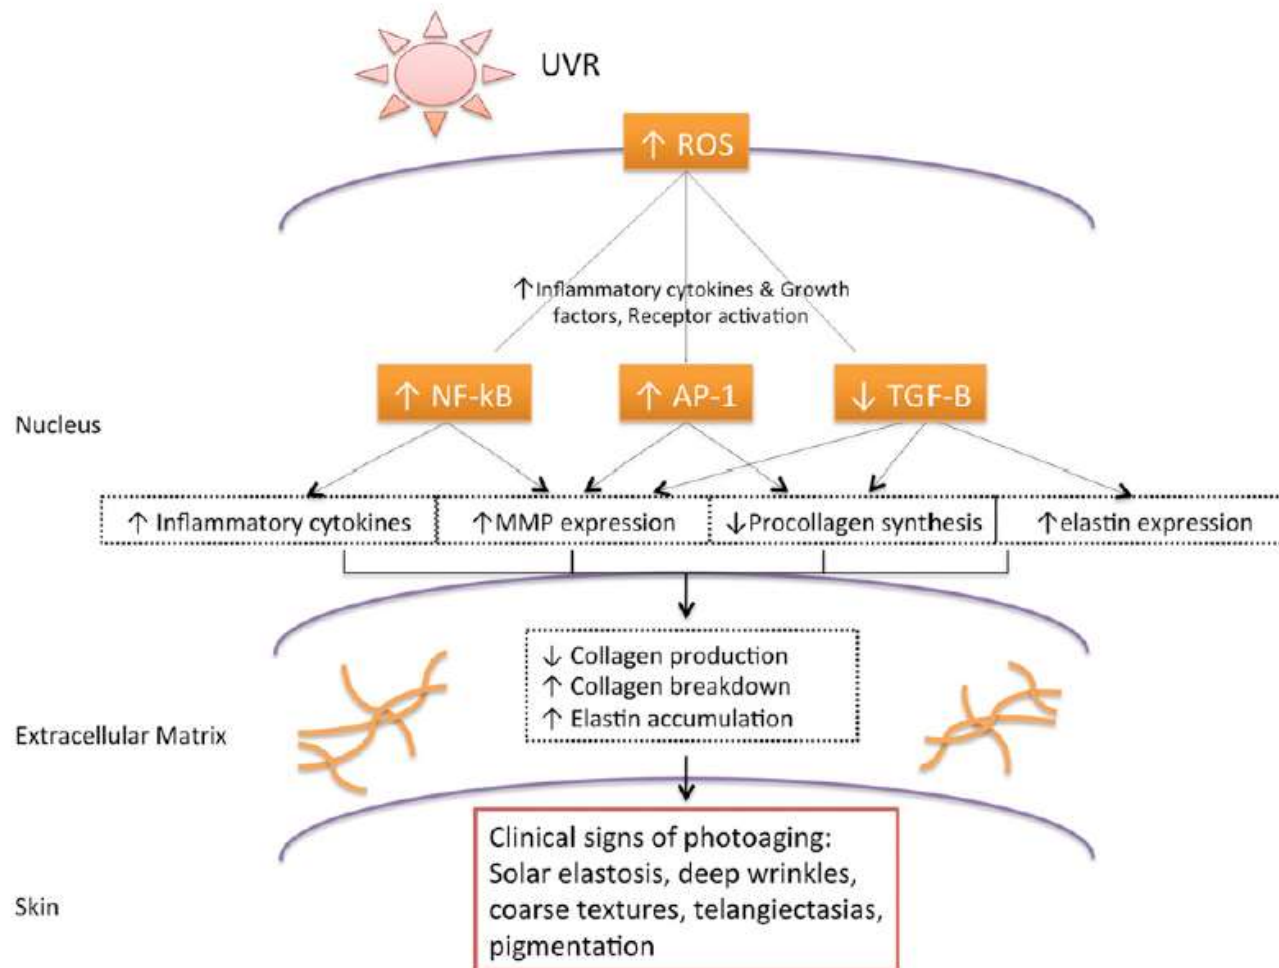 UVR
↑ ROS
↑Inflammatory cytokines & Growth
factors, Receptor activation
↑ NF-kB
↑ AP-1
↓ TGF-B
Nucleus
↑ Inflammatory cytokines
↑MMP expression
↓Procollagen synthesis
↑elastin expression
↓ Collagen production
↑ Collagen breakdown
↑ Elastin accumulation
Extracellular Matrix
Clinical signs of photoaging:
Solar elastosis, deep wrinkles,
coarse textures, telangiectasias,
pigmentation
Skin